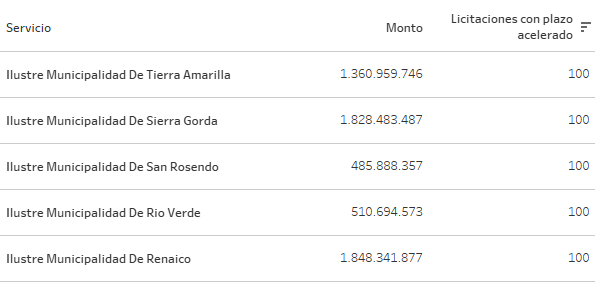 Servicio Monto Licitaciones con plazo
acelerado
Ilustre Municipalidad De Tierra Amarilla 1.360.959.746 100
Ilustre Municipalidad De Sierra Gorda 1.828.483.487 100
Ilustre Municipalidad De San Rosendo 485.888.357 100
Ilustre Municipalidad De Rio Verde 510.694.573 100
Ilustre Municipalidad De Renaico 1.848.341.877 100